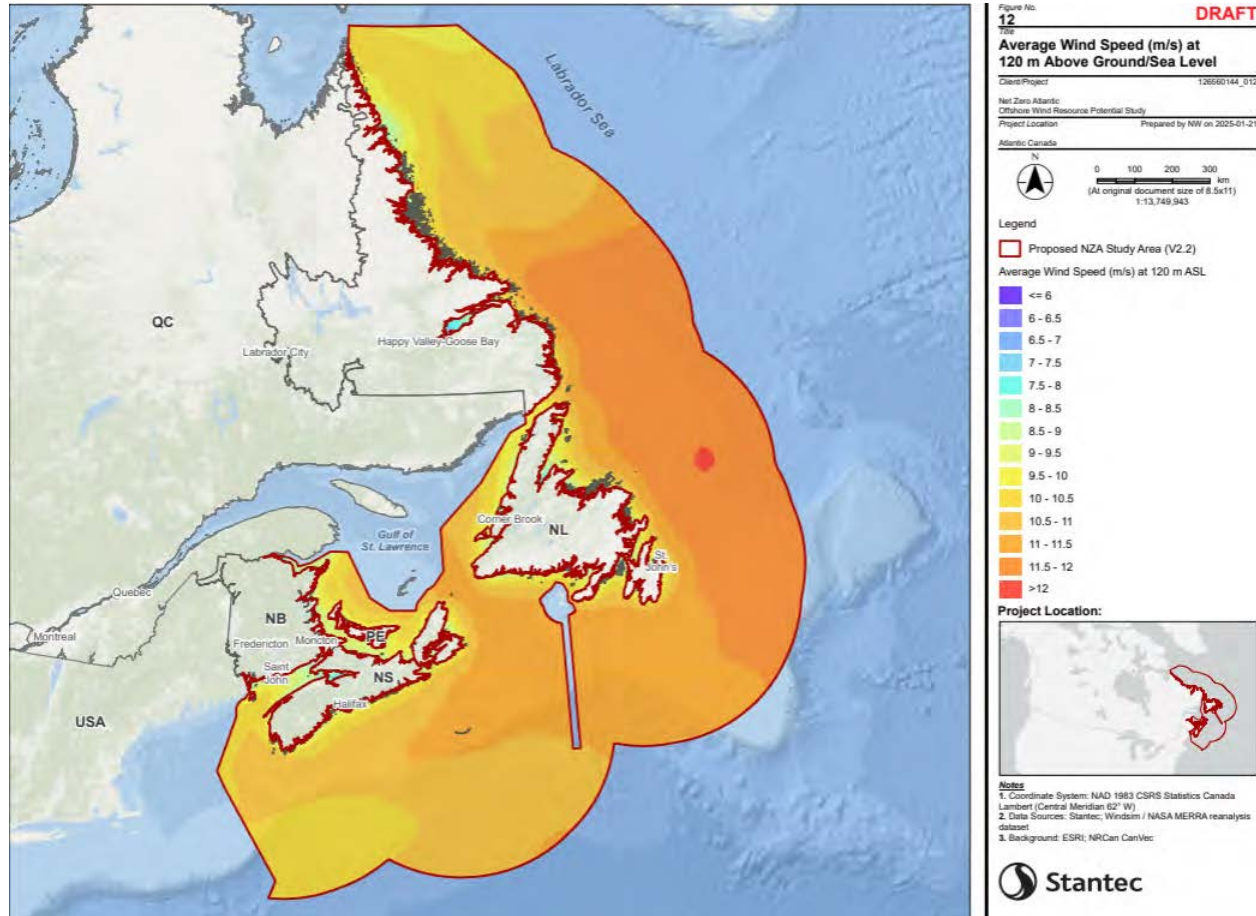 Labrador Sea
QC
Labrador City
Happy Valley-Goose Bay
Corner Brook
NL
St.
John's
Gulf of
St. Lawrence
Quebec
Montreal
NB
Fredericton
Moncton
PE
Saint
John
NS
Halifax
USA
Figure No.
12
DRAFT
Title
Average Wind Speed (m/s) at
120 m Above Ground/Sea Level
Client/Project 126660144_012
Net Zero Atlantic
Offshore Wind Resource Potential Study
Project Location Prepared by NW on 2025-01-21
Atlantic Canada
N
0 100 200 300
km
(At original document size of 8.5x11)
1:13,749,943
Legend
Proposed NZA Study Area (V2.2)
Average Wind Speed (m/s) at 120 m ASL
<= 6
6 - 6.5
6.5 - 7
7 - 7.5
7.5 - 8
8 - 8.5
8.5 - 9
9 - 9.5
9.5 - 10
10 - 10.5
10.5 - 11
11 - 11.5
11.5 - 12
>12
Project Location:
Notes
1. Coordinate System: NAD 1983 CSRS Statistics Canada
Lambert (Central Meridian 62° W)
2. Data Sources: Stantec; Windsim / NASA MERRA reanalysis
dataset
3. Background: ESRI; NRCan CanVec
Stantec